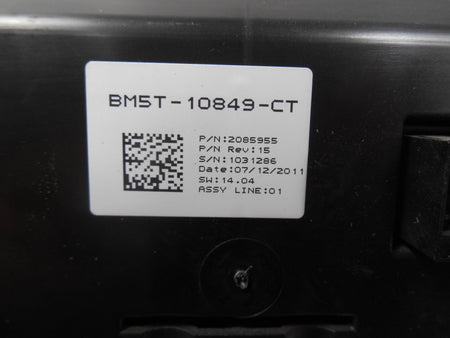 BM5T-10849-CT
P/N:2085955
P/N Rev:15
S/N:1031286
Date:07/12/2011
SW:14.04
ASSY LINE:01